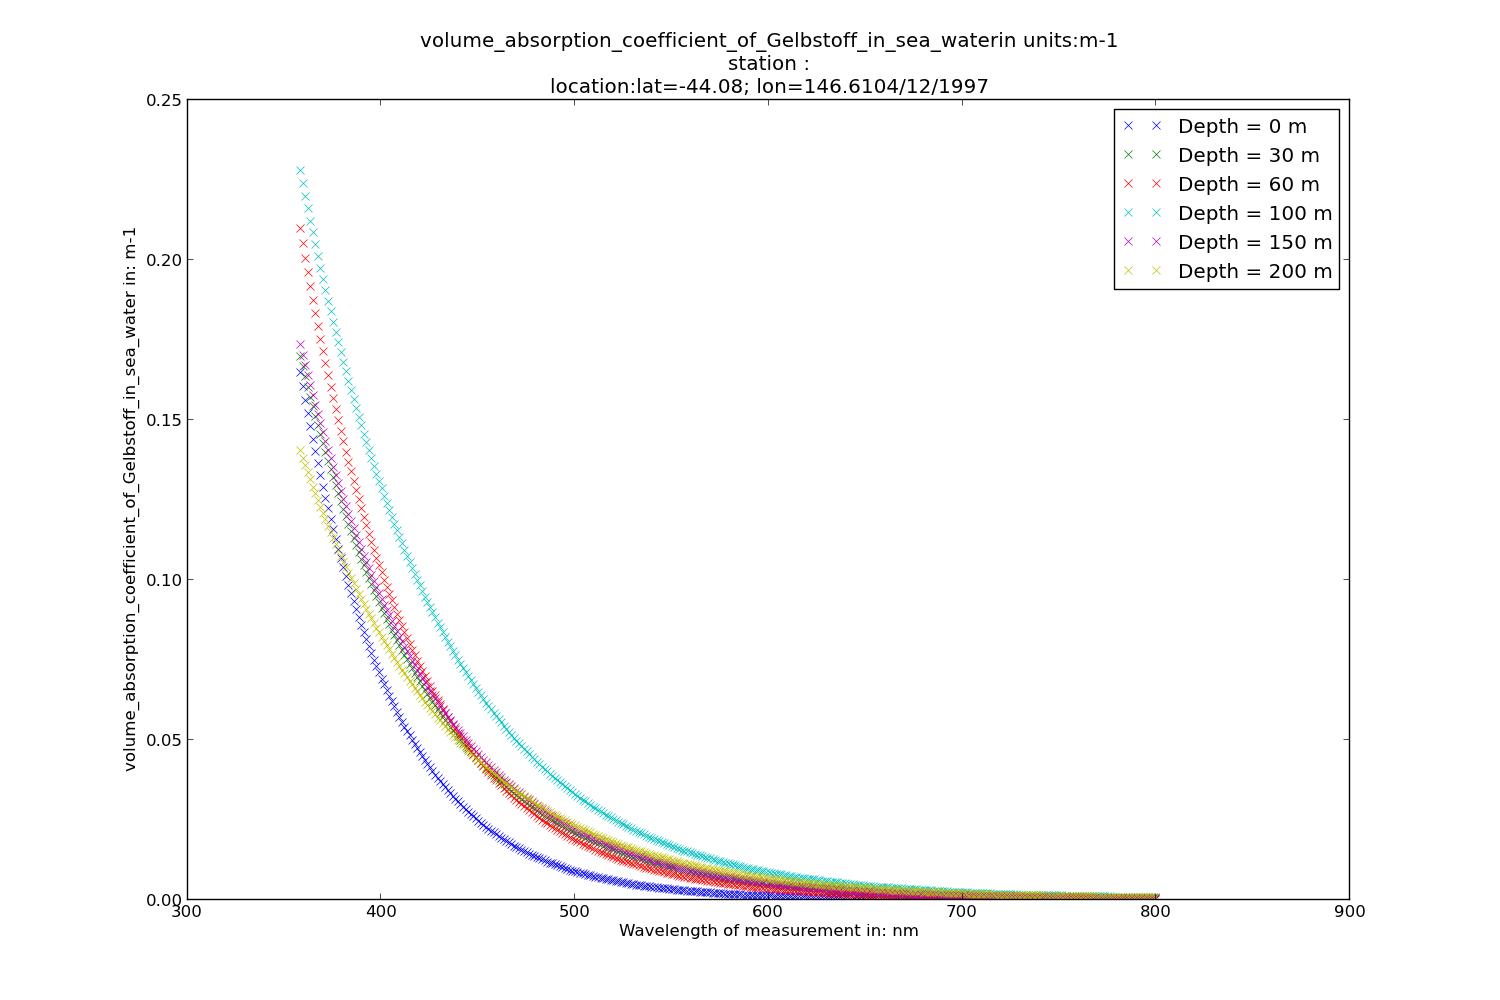 volume_absorption_coefficient_of_Gelbstoff_in_sea_waterin units:m-1
station :
location:lat=-44.08; lon=146.6104/12/1997
0.25
0.20
0.15
0.10
0.05
0.00
volume_absorption_coefficient_of_Gelbstoff_in_sea_water in: m-1
Depth = 0 m
Depth = 30 m
Depth = 60 m
Depth = 100 m
Depth = 150 m
Depth = 200 m
300 400 500 600 700 800 900
Wavelength of measurement in: nm